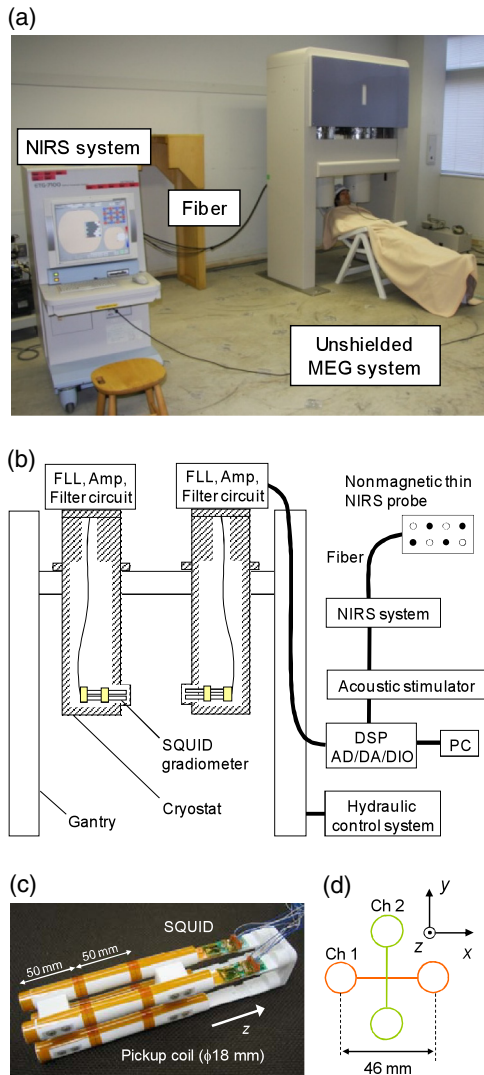 (a)
NIRS system
ETG-7100
Fiber
Unshielded
MEG system
(b)
FLL, Amp,
Filter circuit
FLL, Amp,
Filter circuit
Nonmagnetic thin
NIRS probe
Fiber
NIRS system
Acoustic stimulator
DSP
AD/DA/DIO
PC
SQUID
gradiometer
Cryostat
Gantry
Hydraulic
control system
(c)
SQUID
50 mm
50 mm
z
Pickup coil (ϕ18 mm)
(d)
y
Ch 2
z
x
Ch 1
46 mm